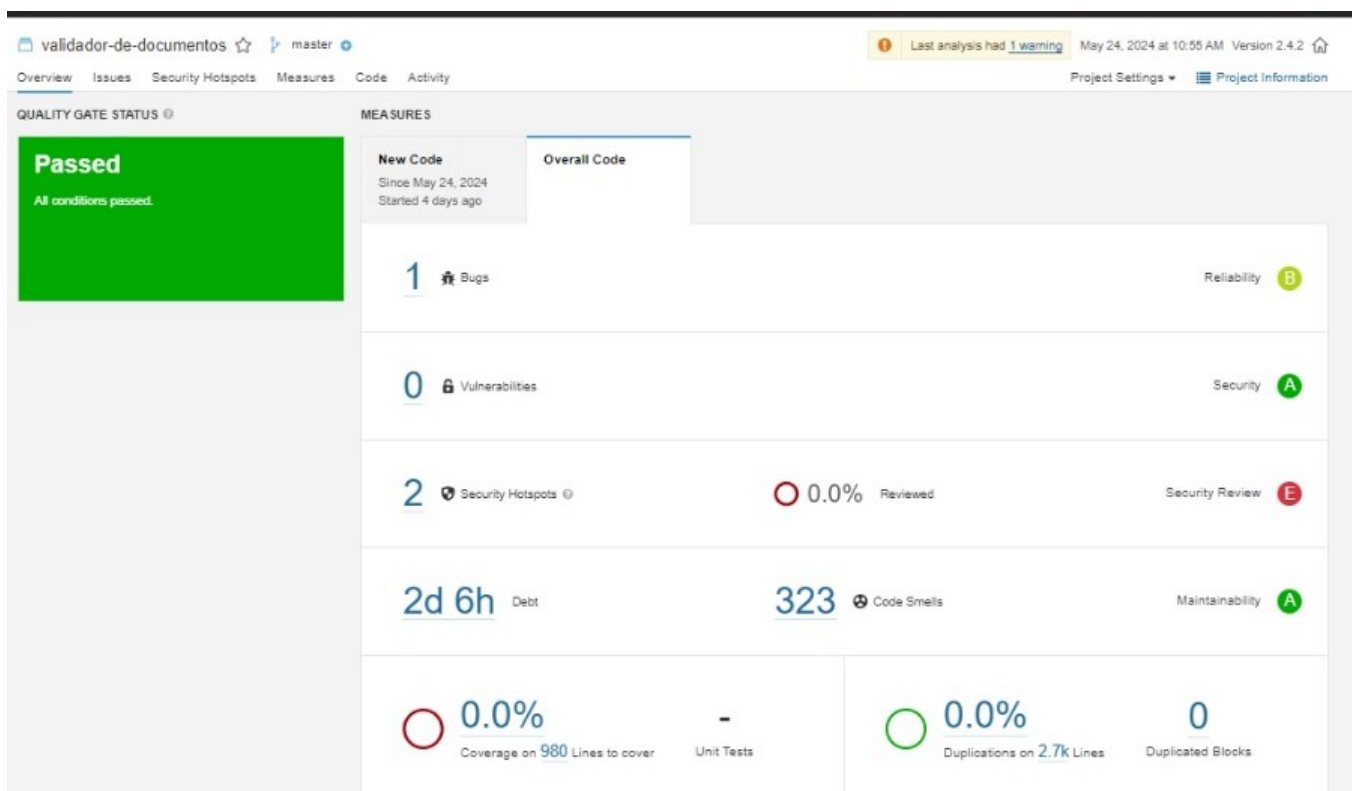 validador-de-documentos master Last analysis had 1 warning May 24, 2024 at 10:55 AM Version 2.4.2
Overview Issues Security Hotspots Measures Code Activity Project Settings Project Information
QUALITY GATE STATUS
Passed
All conditions passed.
MEASURES
New Code
Since May 24, 2024
Started 4 days ago
Overall Code
1 Bugs Reliability B
0 Vulnerabilities Security A
2 Security Hotspots 0.0% Reviewed Security Review E
2d 6h Debt 323 Code Smells Maintainability A
0.0%
Coverage on 980 Lines to cover
-
Unit Tests
0.0%
Duplications on 2.7k Lines
0
Duplicated Blocks